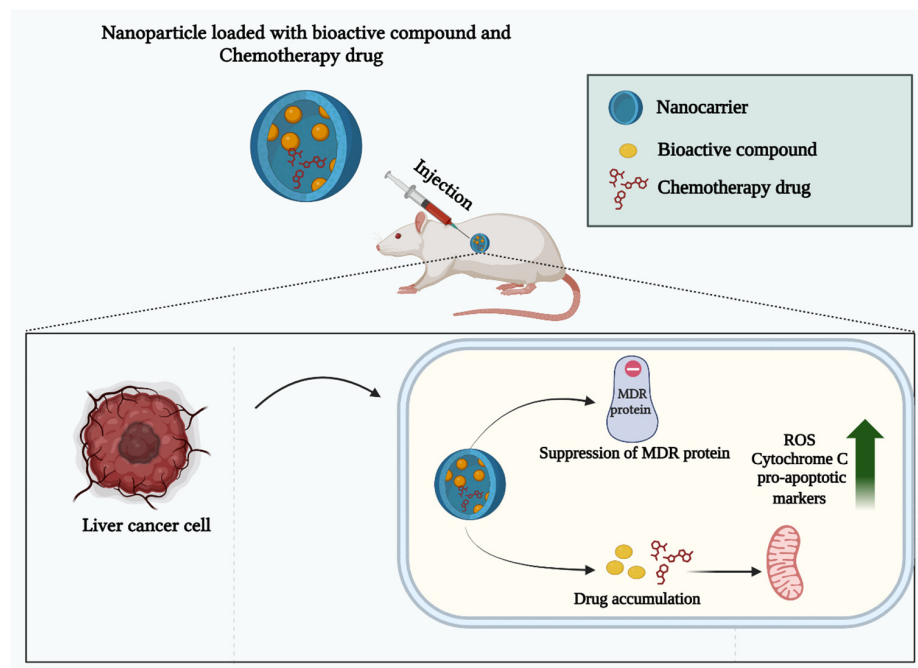 Nanoparticle loaded with bioactive compound and
Chemotherapy drug
Nanocarrier
Bioactive compound
Chemotherapy drug
Injection
MDR
protein
Suppression of MDR protein
ROS
Cytochrome C
pro-apoptotic
markers
Liver cancer cell
Drug accumulation